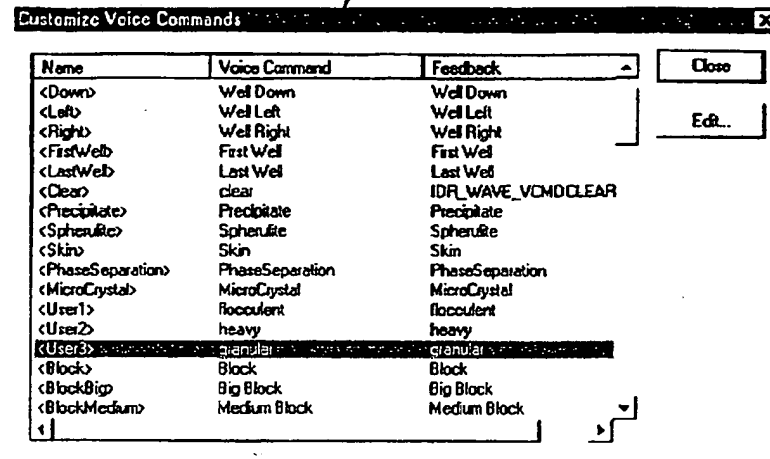 Customize Voice Commands
Name Voice Command Feedback Close
<Down> Well Down Well Down
<Left> Well Left Well Left Edit...
<Right> Well Right Well Right
<FirstWell> First Well First Well
<LastWell> Last Well Last Well
<Clear> clear IDR_WAVE_VCMDCLEAR
<Precipitate> Precipitate Precipitate
<Spherulite> Spherulite Spherulite
<Skin> Skin Skin
<PhaseSeparation> PhaseSeparation PhaseSeparation
<MicroCrystal> MicroCrystal MicroCrystal
<User1> flocculent flocculent
<User2> heavy heavy
<User3> granular granular
<Block> Block Block
<BlockBig> Big Block Big Block
<BlockMedium> Medium Block Medium Block